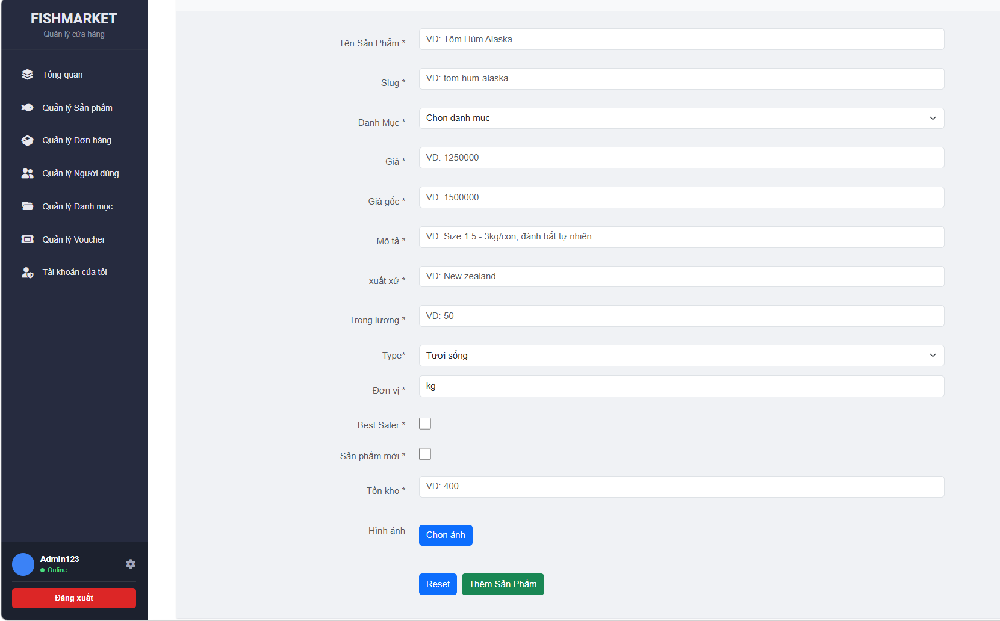 FISHMARKET
Quản lý cửa hàng
Tổng quan
Quản lý Sản phẩm
Quản lý Đơn hàng
Quản lý Người dùng
Quản lý Danh mục
Quản lý Voucher
Tài khoản của tôi
Admin123
Online
Đăng xuất
Tên Sản Phẩm * VD: Tôm Hùm Alaska
Slug * VD: tom-hum-alaska
Danh Mục * Chọn danh mục
Giá * VD: 1250000
Giá gốc * VD: 1500000
Mô tả * VD: Size 1.5 - 3kg/con, đánh bắt tự nhiên...
xuất xứ * VD: New zealand
Trọng lượng * VD: 50
Type* Tươi sống
Đơn vị * kg
Best Saler *
Sản phẩm mới *
Tồn kho * VD: 400
Hình ảnh Chọn ảnh
Reset Thêm Sản Phẩm